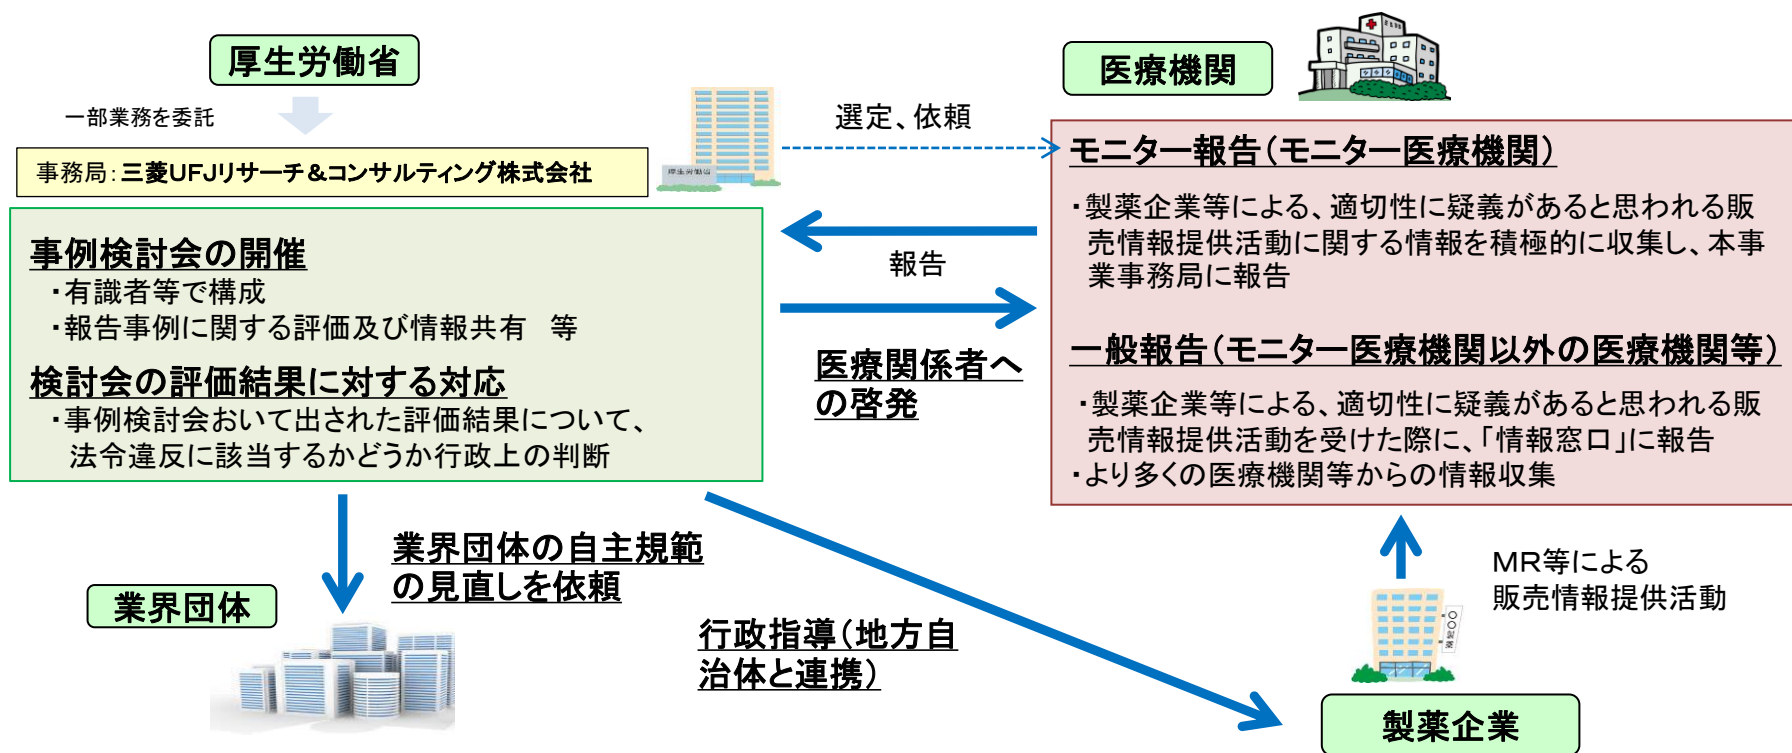 厚生労働省
一部業務を委託
事務局：三菱UFJリサーチ＆コンサルティング株式会社
厚生労働省
事例検討会の開催
・有識者等で構成
・報告事例に関する評価及び情報共有　等
検討会の評価結果に対する対応
・事例検討会おいて出された評価結果について、
法令違反に該当するかどうか行政上の判断
選定、依頼
報告
医療関係者へ
の啓発
医療機関
モニター報告（モニター医療機関）
・製薬企業等による、適切性に疑義があると思われる販
売情報提供活動に関する情報を積極的に収集し、本事
業事務局に報告
一般報告（モニター医療機関以外の医療機関等）
・製薬企業等による、適切性に疑義があると思われる販
売情報提供活動を受けた際に、「情報窓口」に報告
・より多くの医療機関等からの情報収集
業界団体の自主規範
の見直しを依頼
業界団体
行政指導（地方自
治体と連携）
MR等による
販売情報提供活動
〇〇製薬
製薬企業